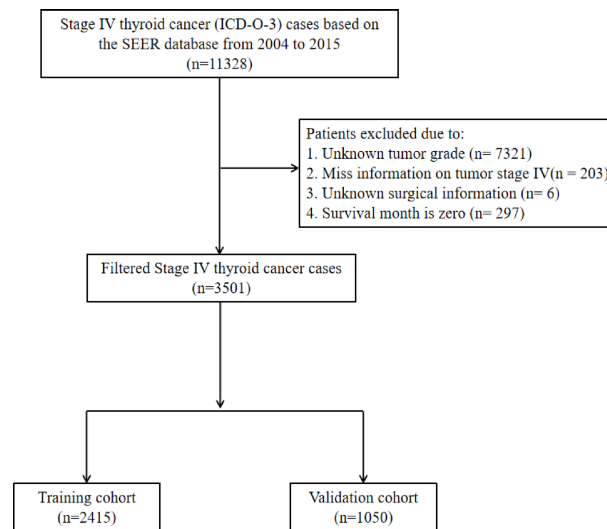 Stage IV thyroid cancer (ICD-O-3) cases based on
the SEER database from 2004 to 2015
(n=11328)
Patients excluded due to:
1. Unknown tumor grade (n= 7321)
2. Miss information on tumor stage IV(n = 203)
3. Unknown surgical information (n= 6)
4. Survival month is zero (n= 297)
Filtered Stage IV thyroid cancer cases
(n=3501)
Training cohort
(n=2415)
Validation cohort
(n=1050)